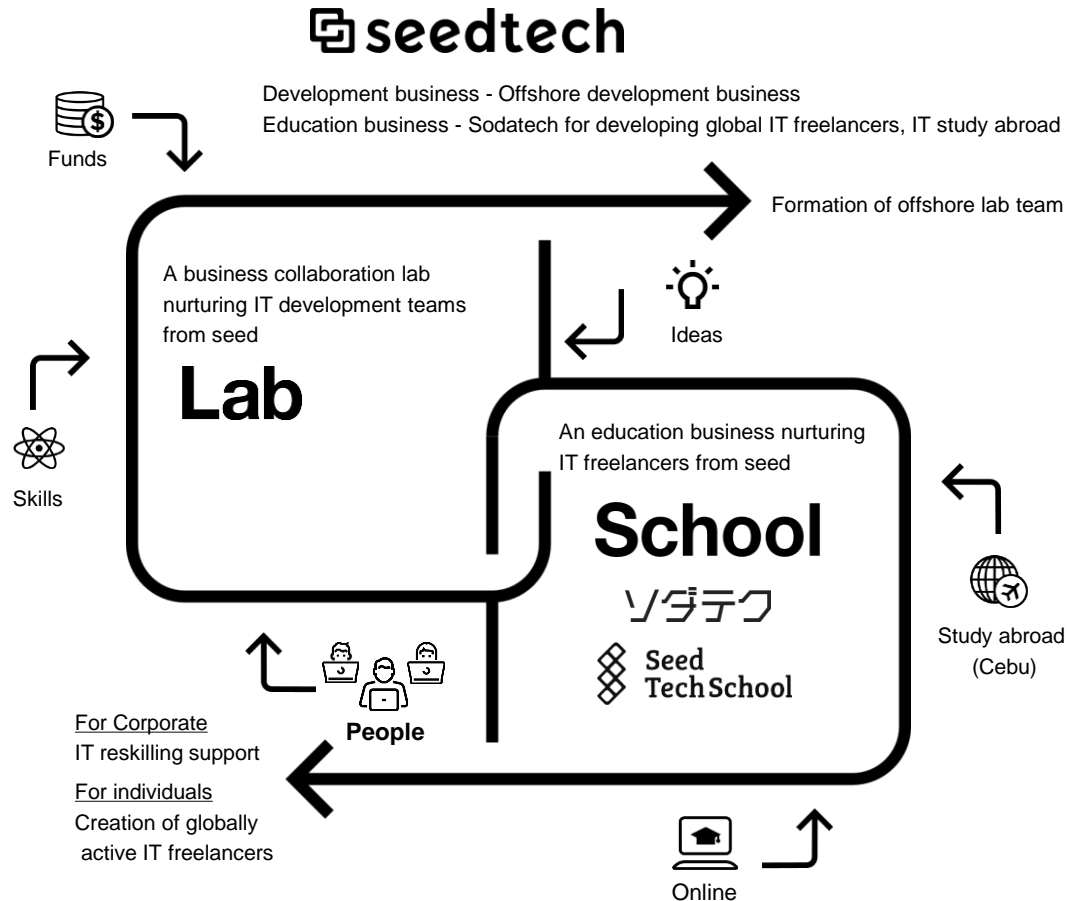 seedtech
Development business - Offshore development business
Education business - Sodatech for developing global IT freelancers, IT study abroad
$
Funds
Formation of offshore lab team
A business collaboration lab
nurturing IT development teams
from seed
Lab
Ideas
Skills
An education business nurturing
IT freelancers from seed
School
ソダテク
Seed
Tech School
Study abroad
(Cebu)
People
For Corporate
IT reskilling support
For individuals
Creation of globally
active IT freelancers
Online